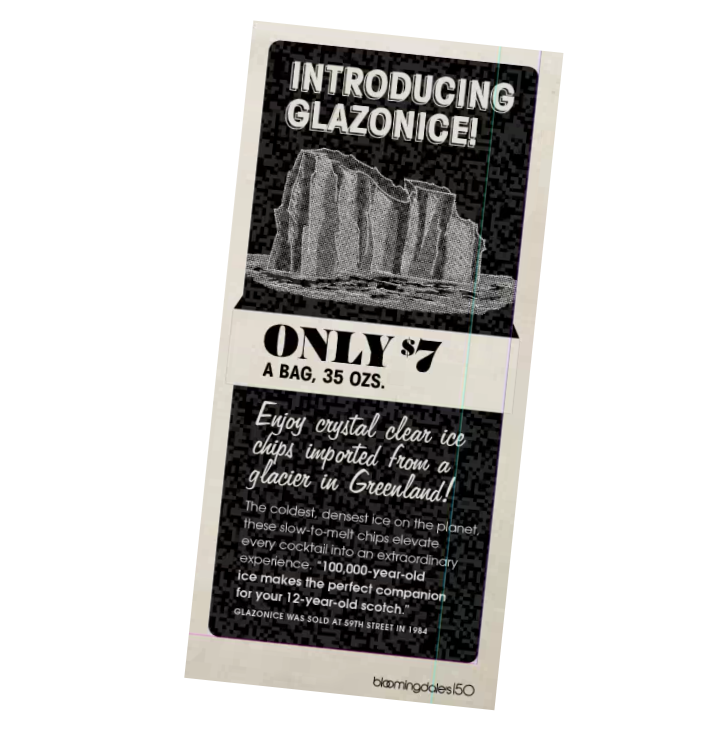 INTRODUCING
GLAZONICE!
ONLY $7
A BAG, 35 OZS.
Enjoy crystal clear ice
chips imported from a
glacier in Greenland!
The coldest, densest ice on the planet,
these slow-to-melt chips elevate
every cocktail into an extraordinary
experience. "100,000-year-old
ice makes the perfect companion
for your 12-year-old scotch."
GLAZONICE WAS SOLD AT 59TH STREET IN 1984
bloomingdales150